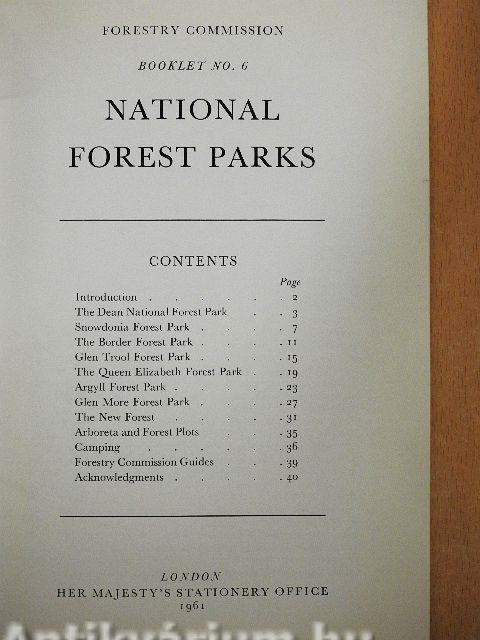 FORESTRY COMMISSION
BOOKLET NO. 6
NATIONAL
FOREST PARKS
CONTENTS
Page
Introduction . . . . . . 2
The Dean National Forest Park . . 3
Snowdonia Forest Park . . . . 7
The Border Forest Park . . . . 11
Glen Trool Forest Park . . . . 15
The Queen Elizabeth Forest Park . . 19
Argyll Forest Park . . . . . 23
Glen More Forest Park . . . . 27
The New Forest . . . . . 31
Arboreta and Forest Plots . . . 35
Camping . . . . . . 36
Forestry Commission Guides . . . 39
Acknowledgments . . . . . 40
LONDON
HER MAJESTY'S STATIONERY OFFICE
1961
Antikvárium.hu